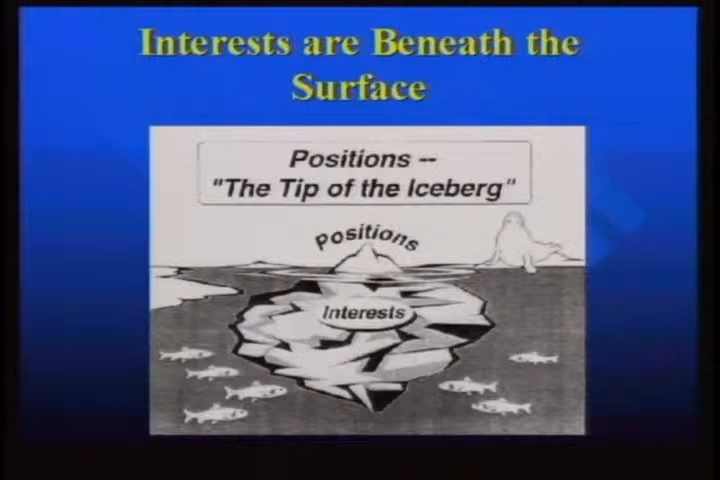 Interests are Beneath the
Surface
Positions --
"The Tip of the Iceberg"
Positions
Interests